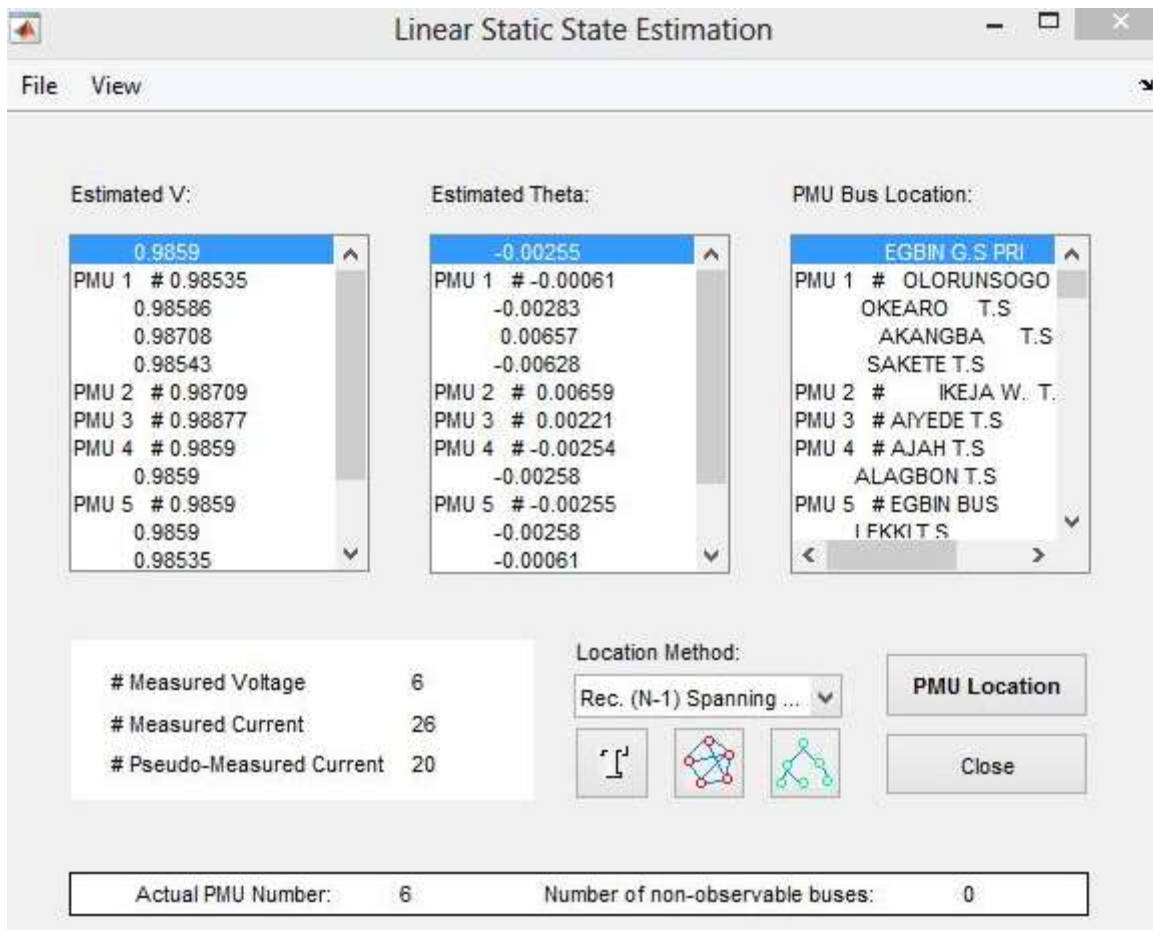 Linear Static State Estimation
File View
Estimated V:
0.9859
PMU 1 # 0.98535
0.98586
0.98708
0.98543
PMU 2 # 0.98709
PMU 3 # 0.98877
PMU 4 # 0.9859
0.9859
PMU 5 # 0.9859
0.9859
0.98535
Estimated Theta:
-0.00255
PMU 1 # -0.00061
-0.00283
0.00657
-0.00628
PMU 2 # 0.00659
PMU 3 # 0.00221
PMU 4 # -0.00254
-0.00258
PMU 5 # -0.00255
-0.00258
-0.00061
PMU Bus Location:
EGBIN G.S PRI
PMU 1 # OLORUNSOGO
OKEARO T.S
AKANGBA T.S
SAKETE T.S
PMU 2 # IKEJA W. T.
PMU 3 # AIYEDE T.S
PMU 4 # AJAH T.S
ALAGBON T.S
PMU 5 # EGBIN BUS
LEKKI T.S
# Measured Voltage 6
# Measured Current 26
# Pseudo-Measured Current 20
Location Method:
Rec. (N-1) Spanning ...
PMU Location
Close
Actual PMU Number: 6 Number of non-observable buses: 0